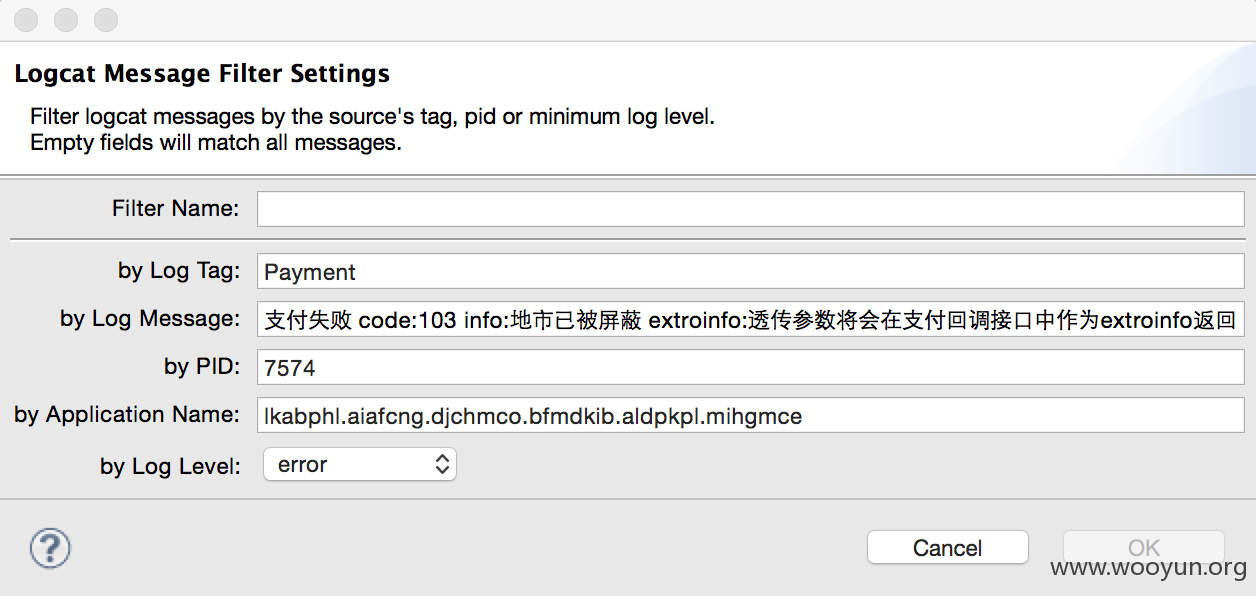 Logcat Message Filter Settings
Filter logcat messages by the source's tag, pid or minimum log level.
Empty fields will match all messages.
Filter Name:
by Log Tag: Payment
by Log Message: 支付失败 code:103 info:地市已被屏蔽 extroinfo:透传参数将会在支付回调接口中作为extroinfo返回
by PID: 7574
by Application Name: lkabphl.aiafcng.djchmco.bfmdkib.aldpkpl.mihgmce
by Log Level: error
? Cancel OK
www.wooyun.org